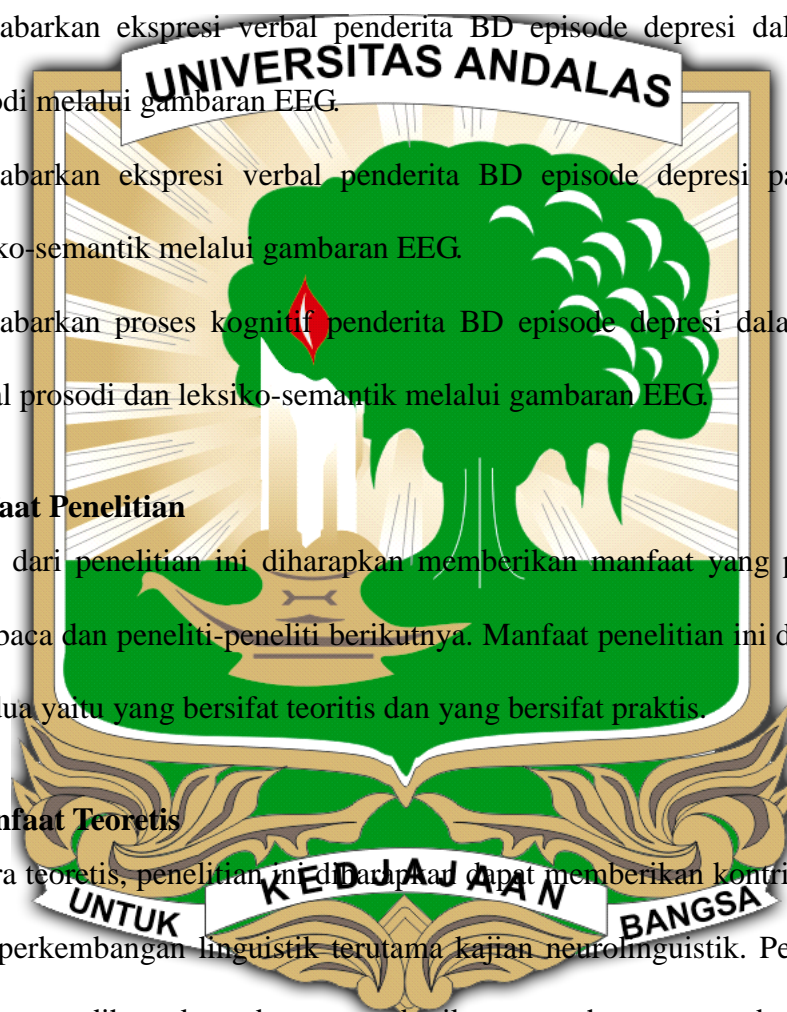 abarkan ekspresi verbal penderita BD episode depresi dal
UNIVERSITAS ANDALAS
odi melalui gambaran EEG.
abarkan ekspresi verbal penderita BD episode depresi pa
ko-semantik melalui gambaran EEG.
abarkan proses kognitif penderita BD episode depresi dala
al prosodi dan leksiko-semantik melalui gambaran EEG.
aat Penelitian
dari penelitian ini diharapkan memberikan manfaat yang p
baca dan peneliti-peneliti berikutnya. Manfaat penelitian ini d
lua yaitu yang bersifat teoritis dan yang bersifat praktis.
nfaat Teoretis
ra teoretis, penelitian ini diharapkan dapat memberikan kontri
UNTUK KEDJAJAAN BANGSA
perkembangan linguistik terutama kajian neurolinguistik. Pe